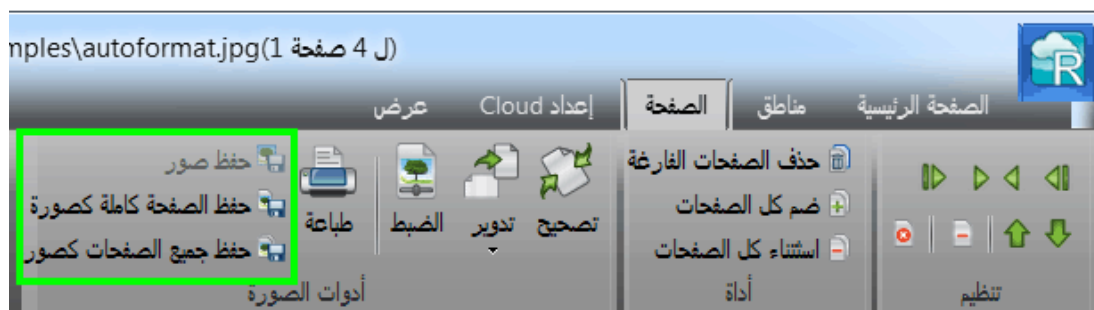 mples\autoformat.jpg(1 ل 4 صفحة)
الصفحة الرئيسية
مناطق
الصفحة
إعداد Cloud
عرض
حذف الصفحات الفارغة
ضم كل الصفحات
استثناء كل الصفحات
تصحيح
تدوير
الضبط
طباعة
حفظ صور
حفظ الصفحة كاملة كصورة
حفظ جميع الصفحات كصور
تنظيم
أداة
أدوات الصورة